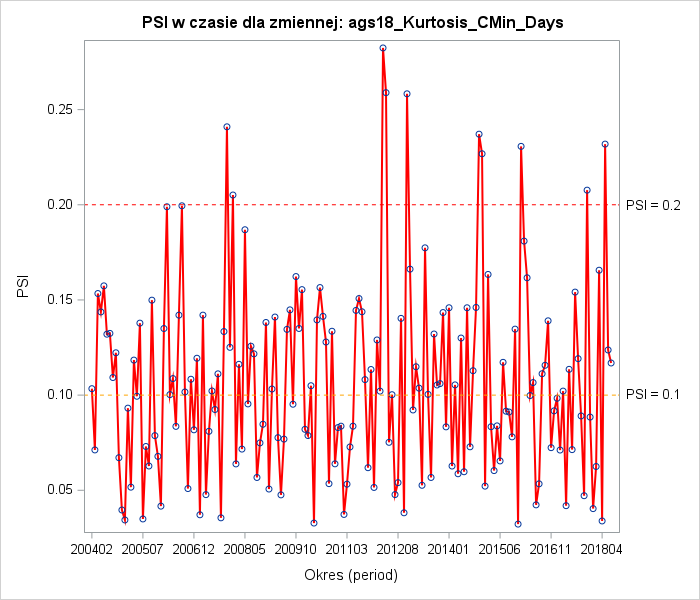 PSI w czasie dla zmiennej: ags18_Kurtosis_CMin_Days
0.25
0.20
PSI = 0.2
0.15
0.10
PSI = 0.1
0.05
PSI
200402 200507 200612 200805 200910 201103 201208 201401 201506 201611 201804
Okres (period)